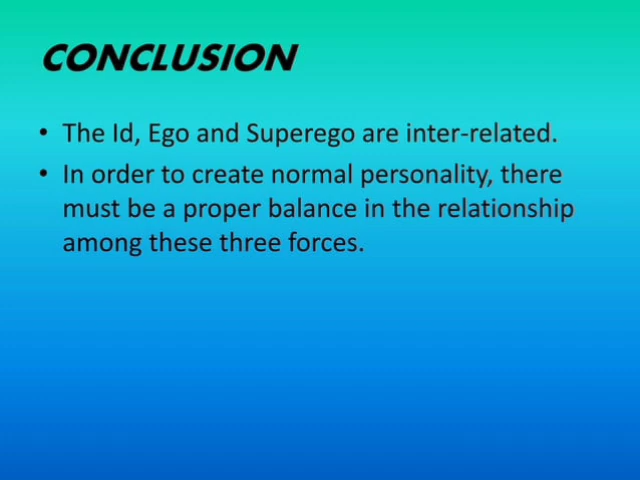 CONCLUSION
• The Id, Ego and Superego are inter-related.
• In order to create normal personality, there
must be a proper balance in the relationship
among these three forces.